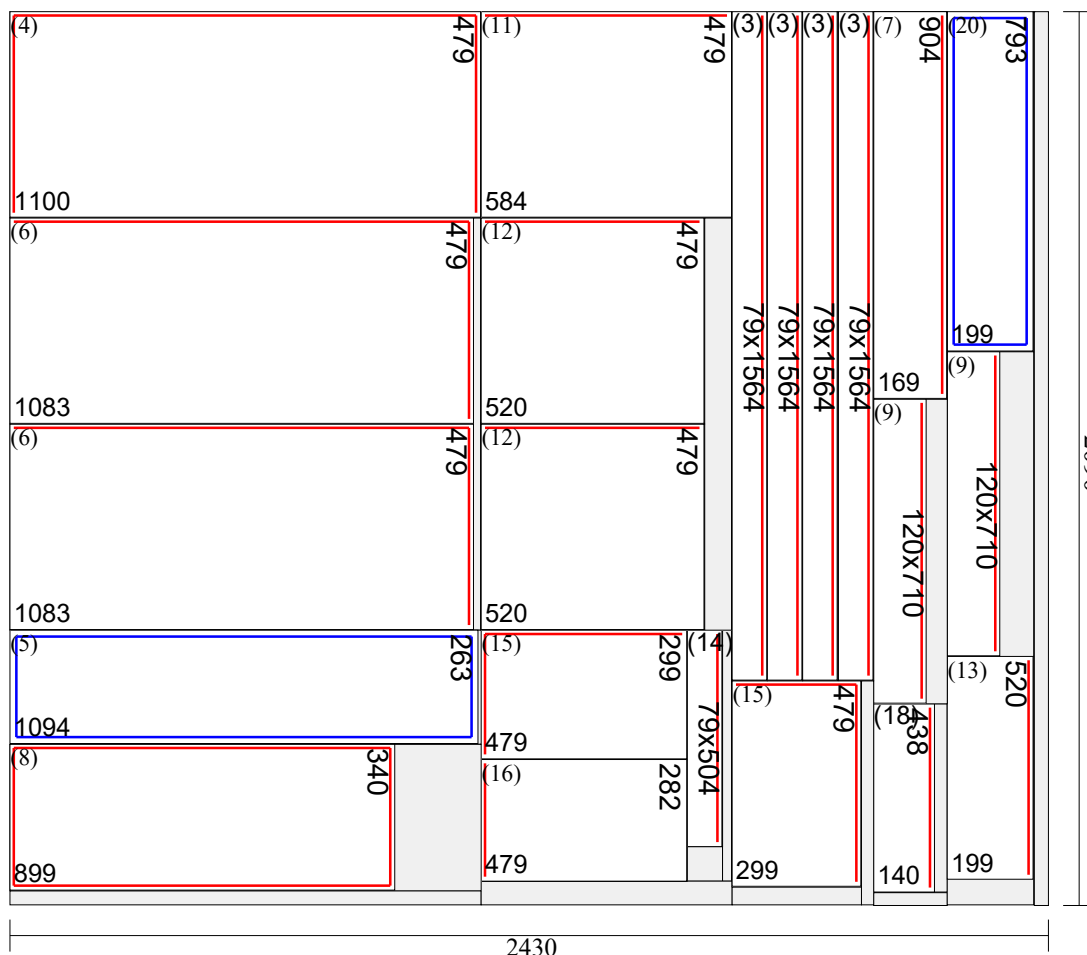 (4) 479 (11) 479 (3) (3) (3) (3) (7) 904 (20) 793
1100 584
(6) 479 (12) 479
79x1564 79x1564 79x1564 79x1564 199
169 (9)
1083 520 (9)
(6) 479 (12) 479
120x710 120x710
1083 520
(5) 263 (15) 299 (14) (13) 520
(15) 479 (18) 438
1094 479 79x504
(8) 340 (16) 282
899 479 299 140 199
2430